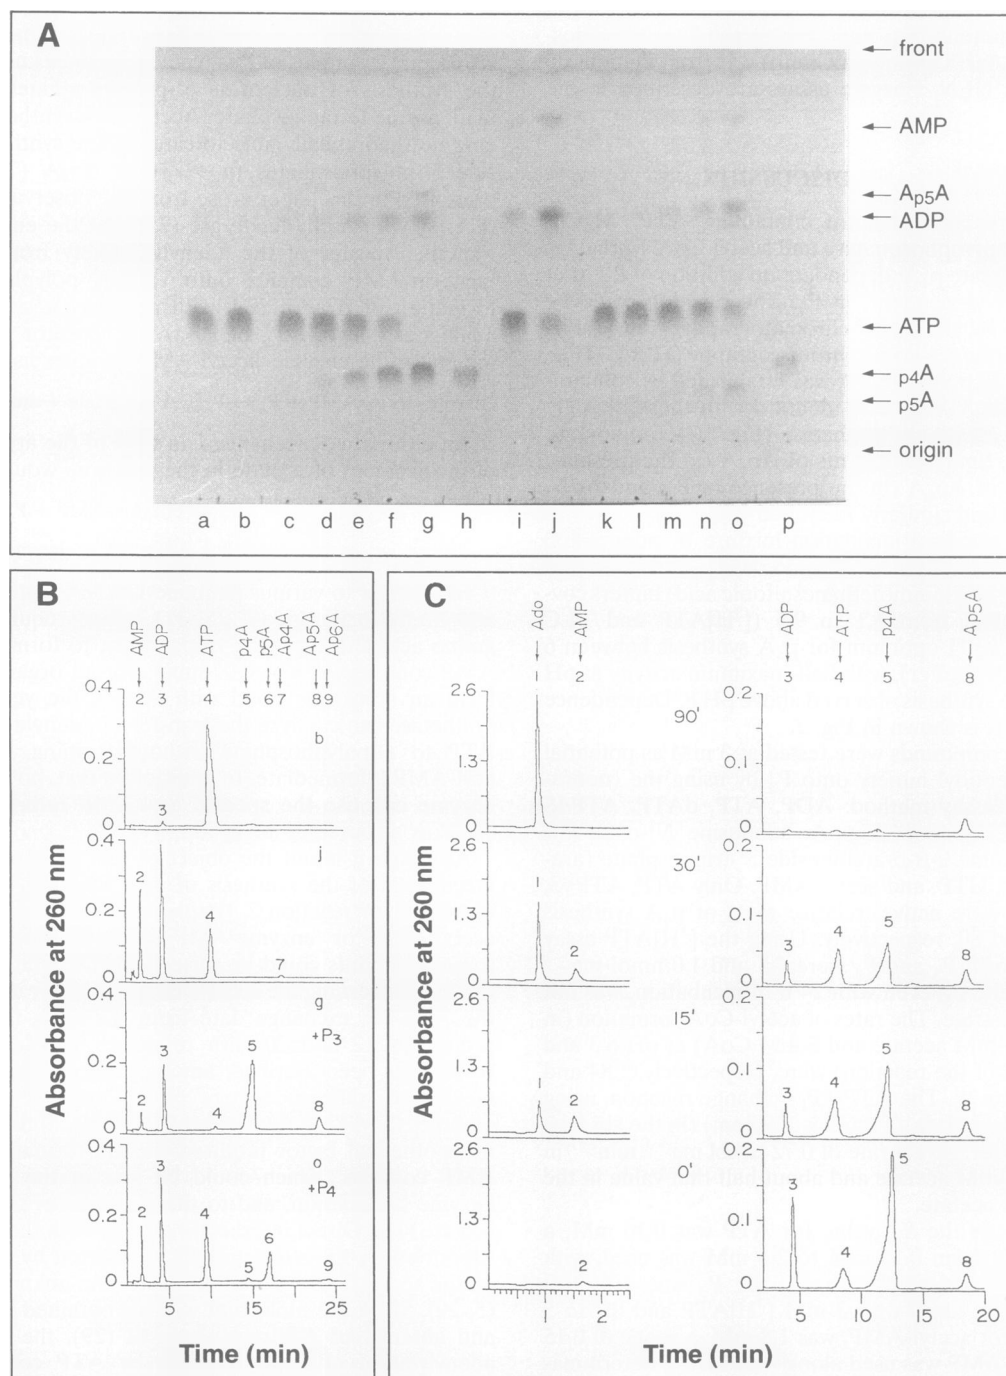 A
front
AMP
Ap5A
ADP
ATP
p4A
p5A
origin
a b c d e f g h i j k l m n o p
B
AMP ADP ATP p4A p5A Ap4A Ap5A Ap6A
2 3 4 5 6 7 8 9
0.4
0.2
0
b
3
4
0.4
0.2
0
j
2
3
4
7
0.4
0.2
0
g
+P3
2
3
4
5
8
0.4
0.2
0
o
+P4
2
3
4
5
6
9
5 15 25
Absorbance at 260 nm
Time (min)
C
Ado AMP
1 2
ADP ATP p4A Ap5A
3 4 5 8
2.6
1.3
0
90'
0.2
0.1
0
2.6
1.3
0
1
2
30'
0.2
0.1
0
3
4
5
8
2.6
1.3
0
1
2
15'
0.2
0.1
0
3
4
5
8
2.6
1.3
0
2
0'
0.2
0.1
0
3
4
5
8
1 2
5 10 15 20
Absorbance at 260 nm
Time (min)